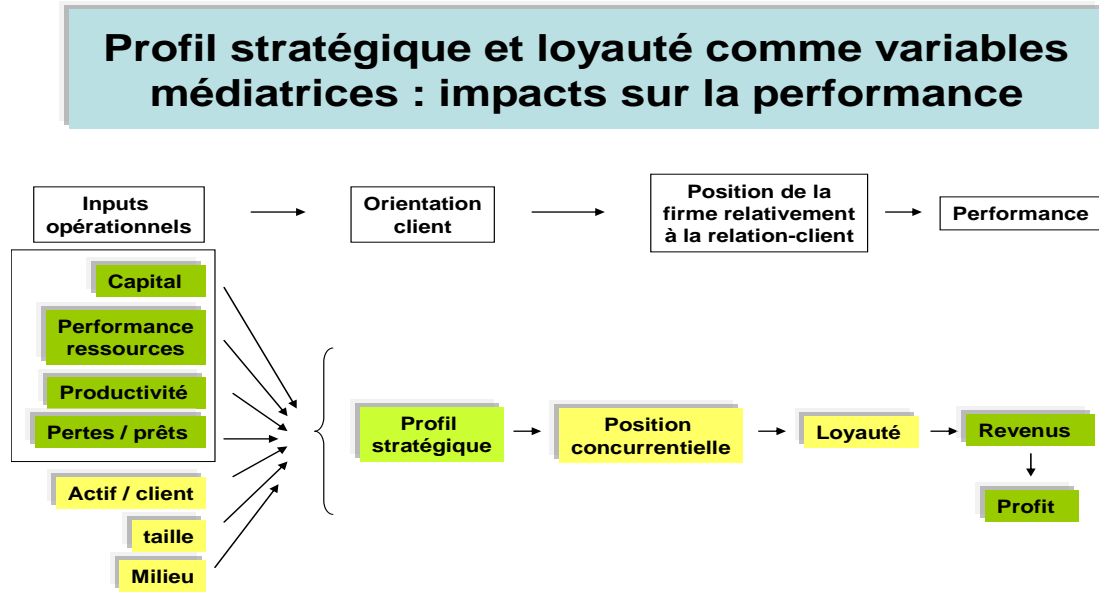 Profil stratégique et loyauté comme variables
médiatrices : impacts sur la performance
Inputs
opérationnels
Orientation
client
Position de la
firme relativement
à la relation-client
Performance
Capital
Performance
ressources
Productivité
Pertes / prêts
Actif / client
taille
Milieu
Profil
stratégique
Position
concurrentielle
Loyauté
Revenus
Profit